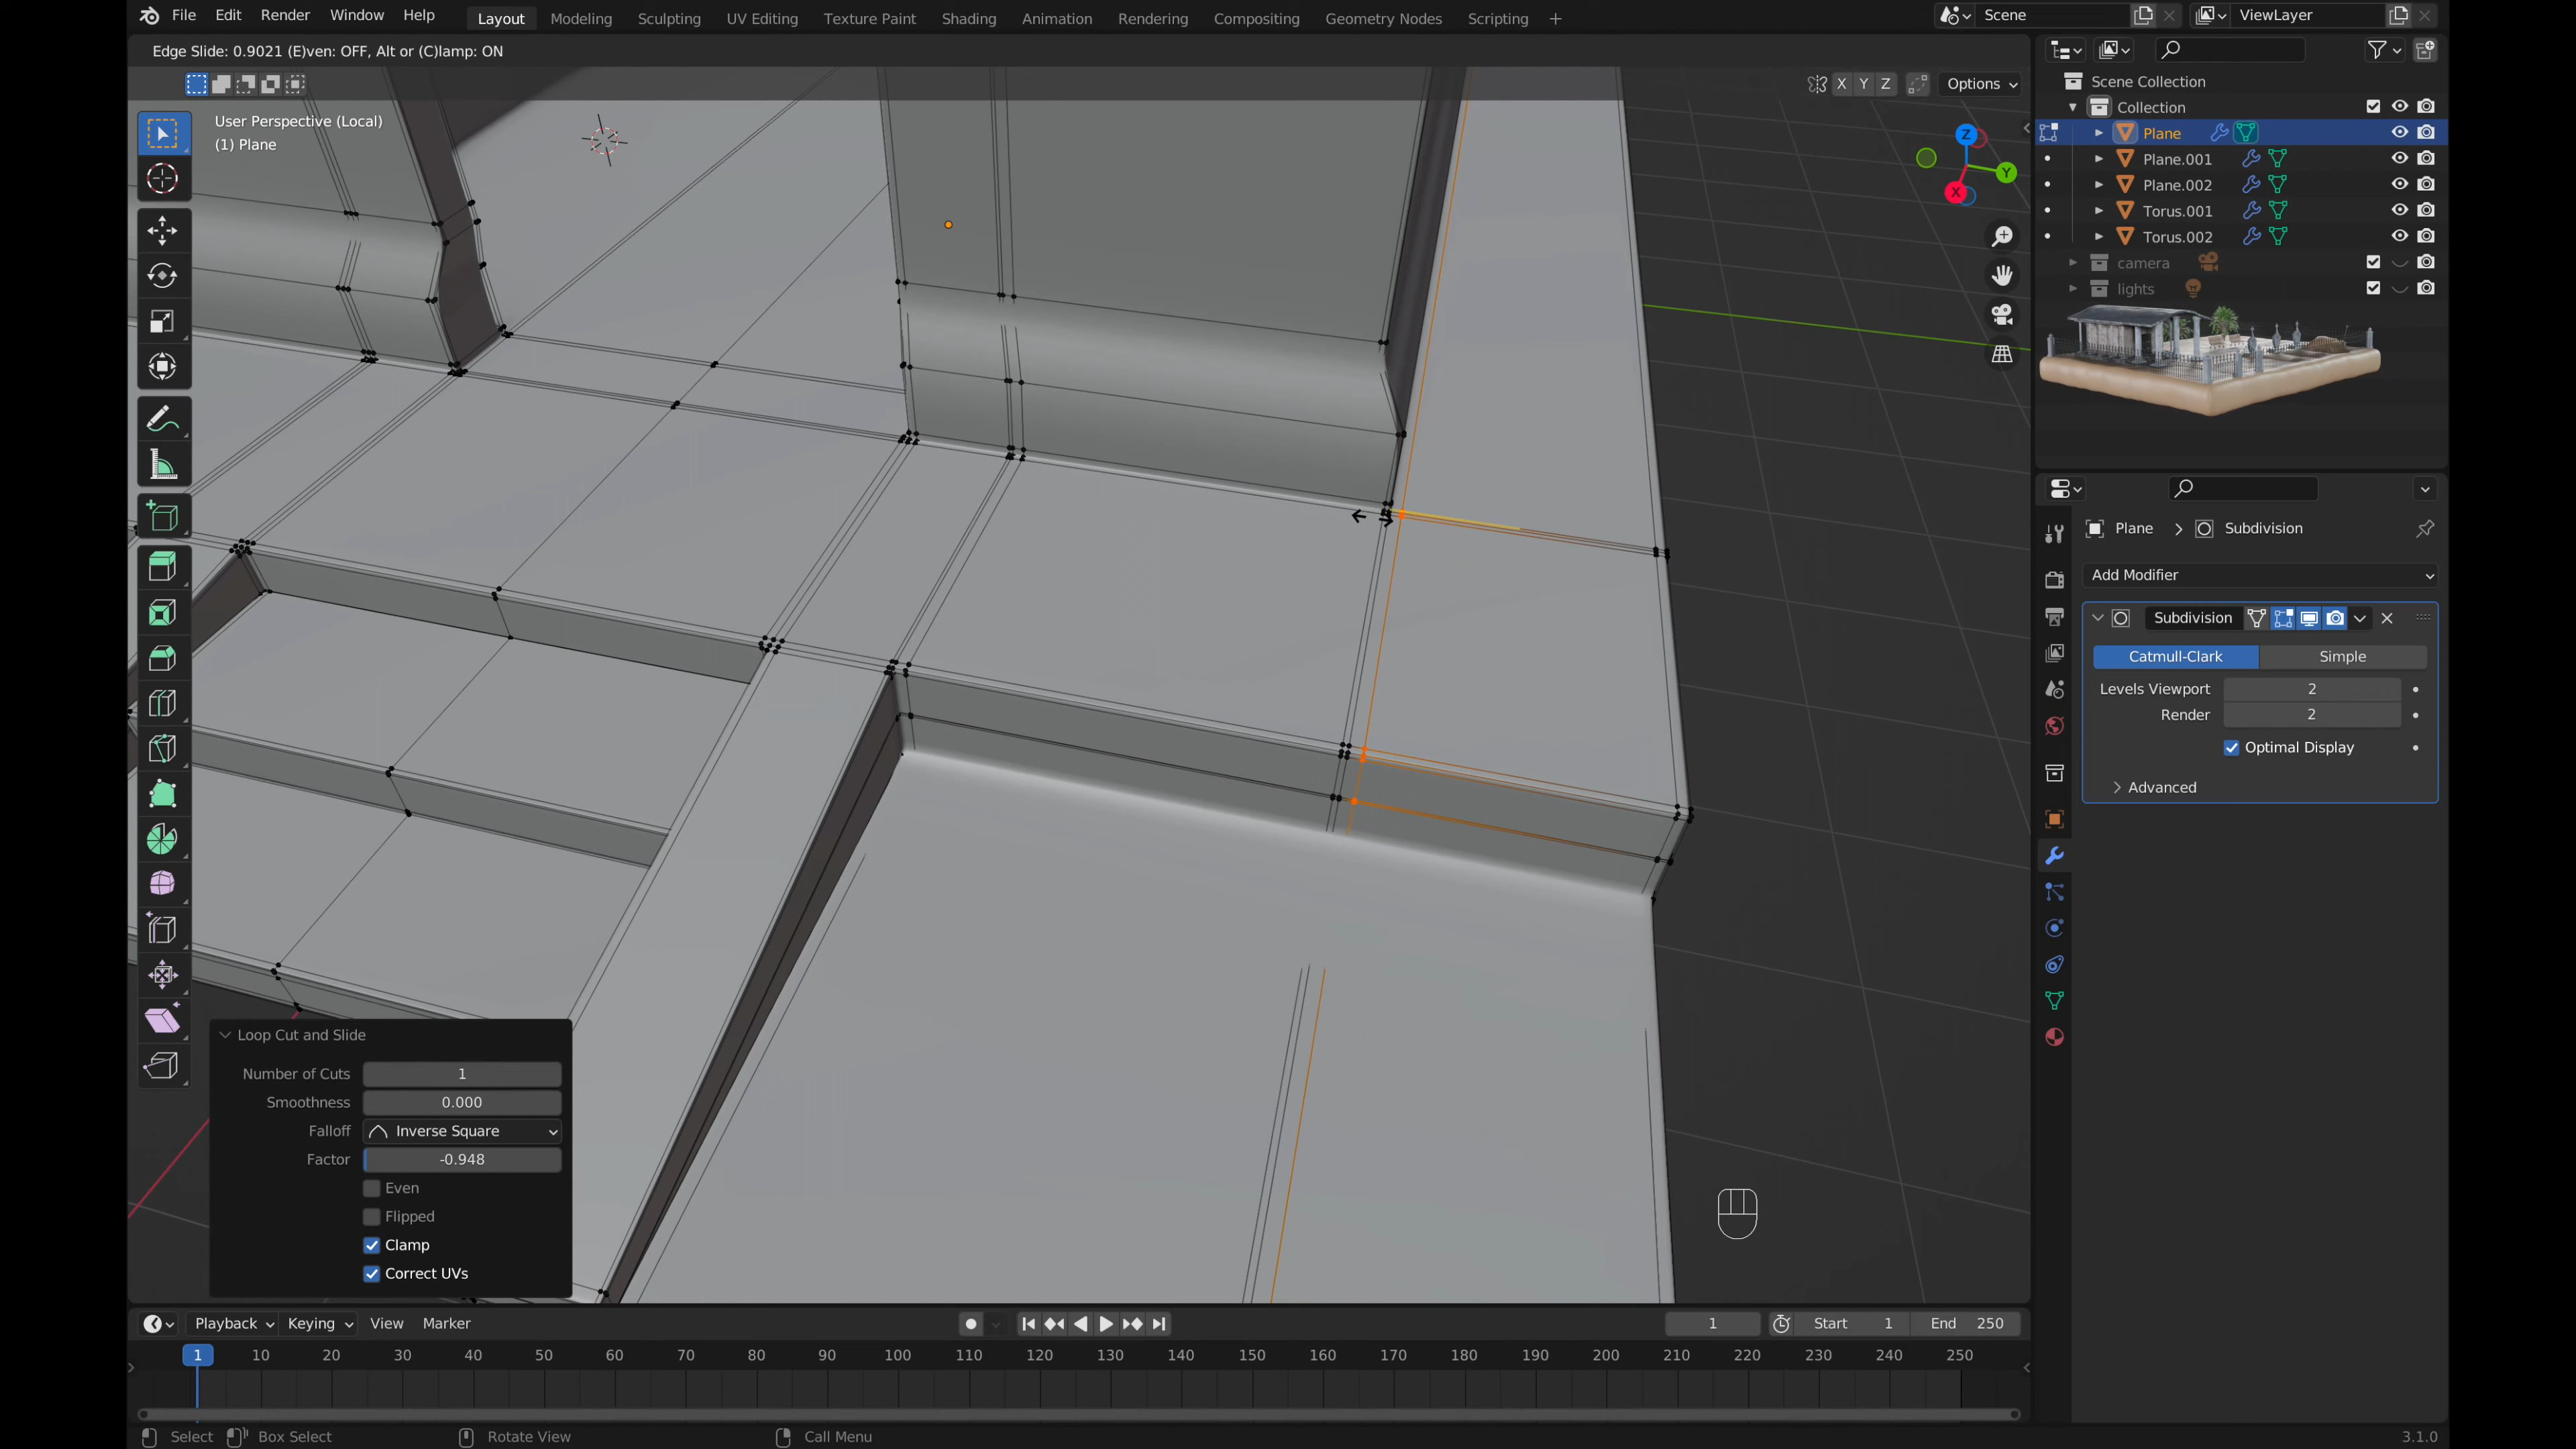 File Edit Render Window Help Layout Modeling Sculpting UV Editing Texture Paint Shading Animation Rendering Compositing Geometry Nodes Scripting + Scene ViewLayer
Edge Slide: 0.9021 (E)ven: OFF, Alt or (C)lamp: ON
X Y Z Options
User Perspective (Local)
(1) Plane
Z
Y
X
Scene Collection
Collection
Plane
Plane.001
Plane.002
Torus.001
Torus.002
camera
lights
Plane > Subdivision
Add Modifier
Subdivision
Catmull-Clark Simple
Levels Viewport 2
Render 2
Optimal Display
Advanced
Loop Cut and Slide
Number of Cuts 1
Smoothness 0.000
Falloff Inverse Square
Factor -0.948
Even
Flipped
Clamp
Correct UVs
Playback Keying View Marker 1 Start 1 End 250
1 10 20 30 40 50 60 70 80 90 100 110 120 130 140 150 160 170 180 190 200 210 220 230 240 250
Select Box Select Rotate View Call Menu 3.1.0